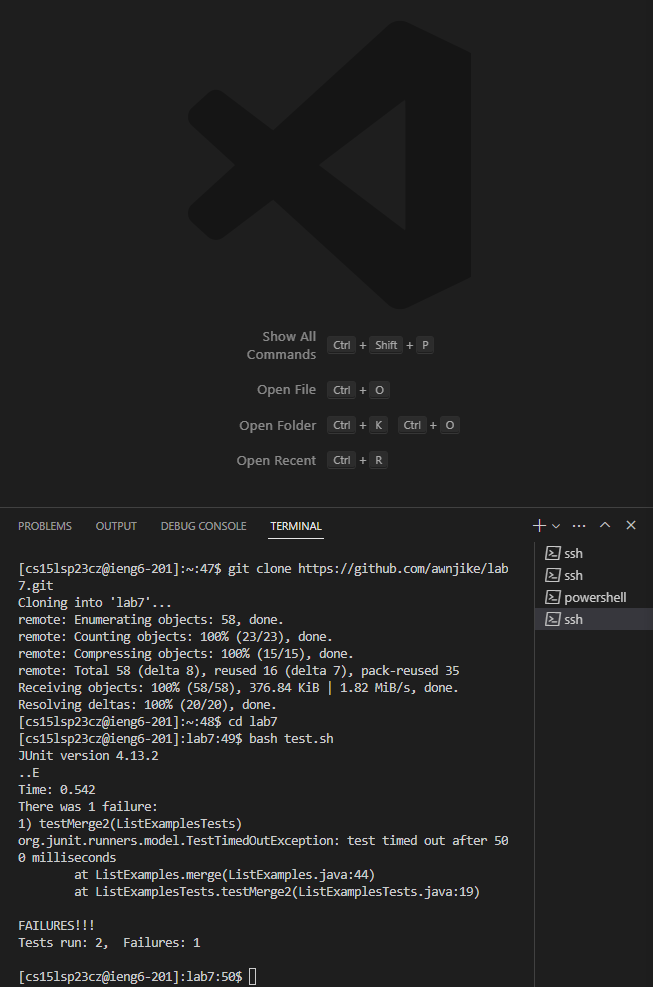 Show All
Commands
Ctrl + Shift + P
Open File
Ctrl + O
Open Folder
Ctrl + K Ctrl + O
Open Recent
Ctrl + R
PROBLEMS OUTPUT DEBUG CONSOLE TERMINAL
ssh
ssh
powershell
ssh
[cs15lsp23cz@ieng6-201]:~:47$ git clone https://github.com/awnjike/lab
7.git
Cloning into 'lab7'...
remote: Enumerating objects: 58, done.
remote: Counting objects: 100% (23/23), done.
remote: Compressing objects: 100% (15/15), done.
remote: Total 58 (delta 8), reused 16 (delta 7), pack-reused 35
Receiving objects: 100% (58/58), 376.84 KiB | 1.82 MiB/s, done.
Resolving deltas: 100% (20/20), done.
[cs15lsp23cz@ieng6-201]:~:48$ cd lab7
[cs15lsp23cz@ieng6-201]:lab7:49$ bash test.sh
JUnit version 4.13.2
..E
Time: 0.542
There was 1 failure:
1) testMerge2(ListExamplesTests)
org.junit.runners.model.TestTimedOutException: test timed out after 50
0 milliseconds
at ListExamples.merge(ListExamples.java:44)
at ListExamplesTests.testMerge2(ListExamplesTests.java:19)
FAILURES!!!
Tests run: 2,  Failures: 1
[cs15lsp23cz@ieng6-201]:lab7:50$